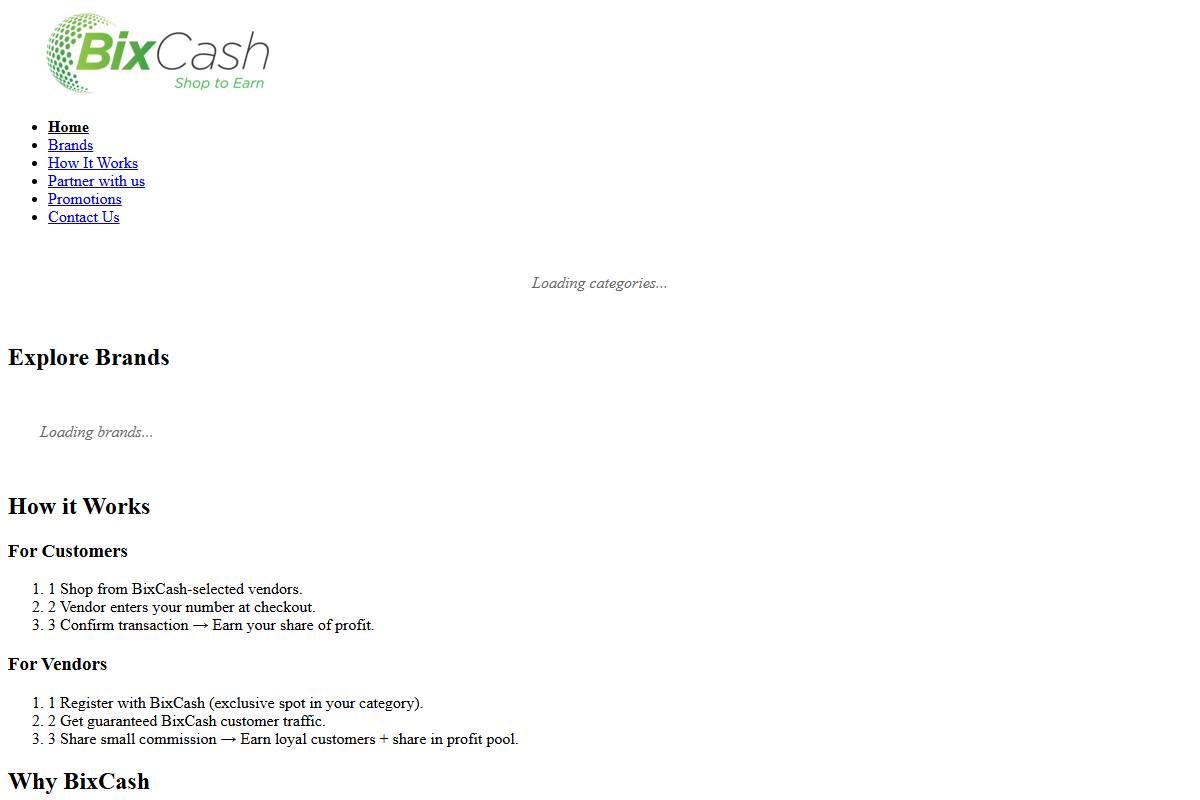 BixCash
Shop to Earn
Home
Brands
How It Works
Partner with us
Promotions
Contact Us
Loading categories...
Explore Brands
Loading brands...
How it Works
For Customers
1. 1 Shop from BixCash-selected vendors.
2. 2 Vendor enters your number at checkout.
3. 3 Confirm transaction → Earn your share of profit.
For Vendors
1. 1 Register with BixCash (exclusive spot in your category).
2. 2 Get guaranteed BixCash customer traffic.
3. 3 Share small commission → Earn loyal customers + share in profit pool.
Why BixCash